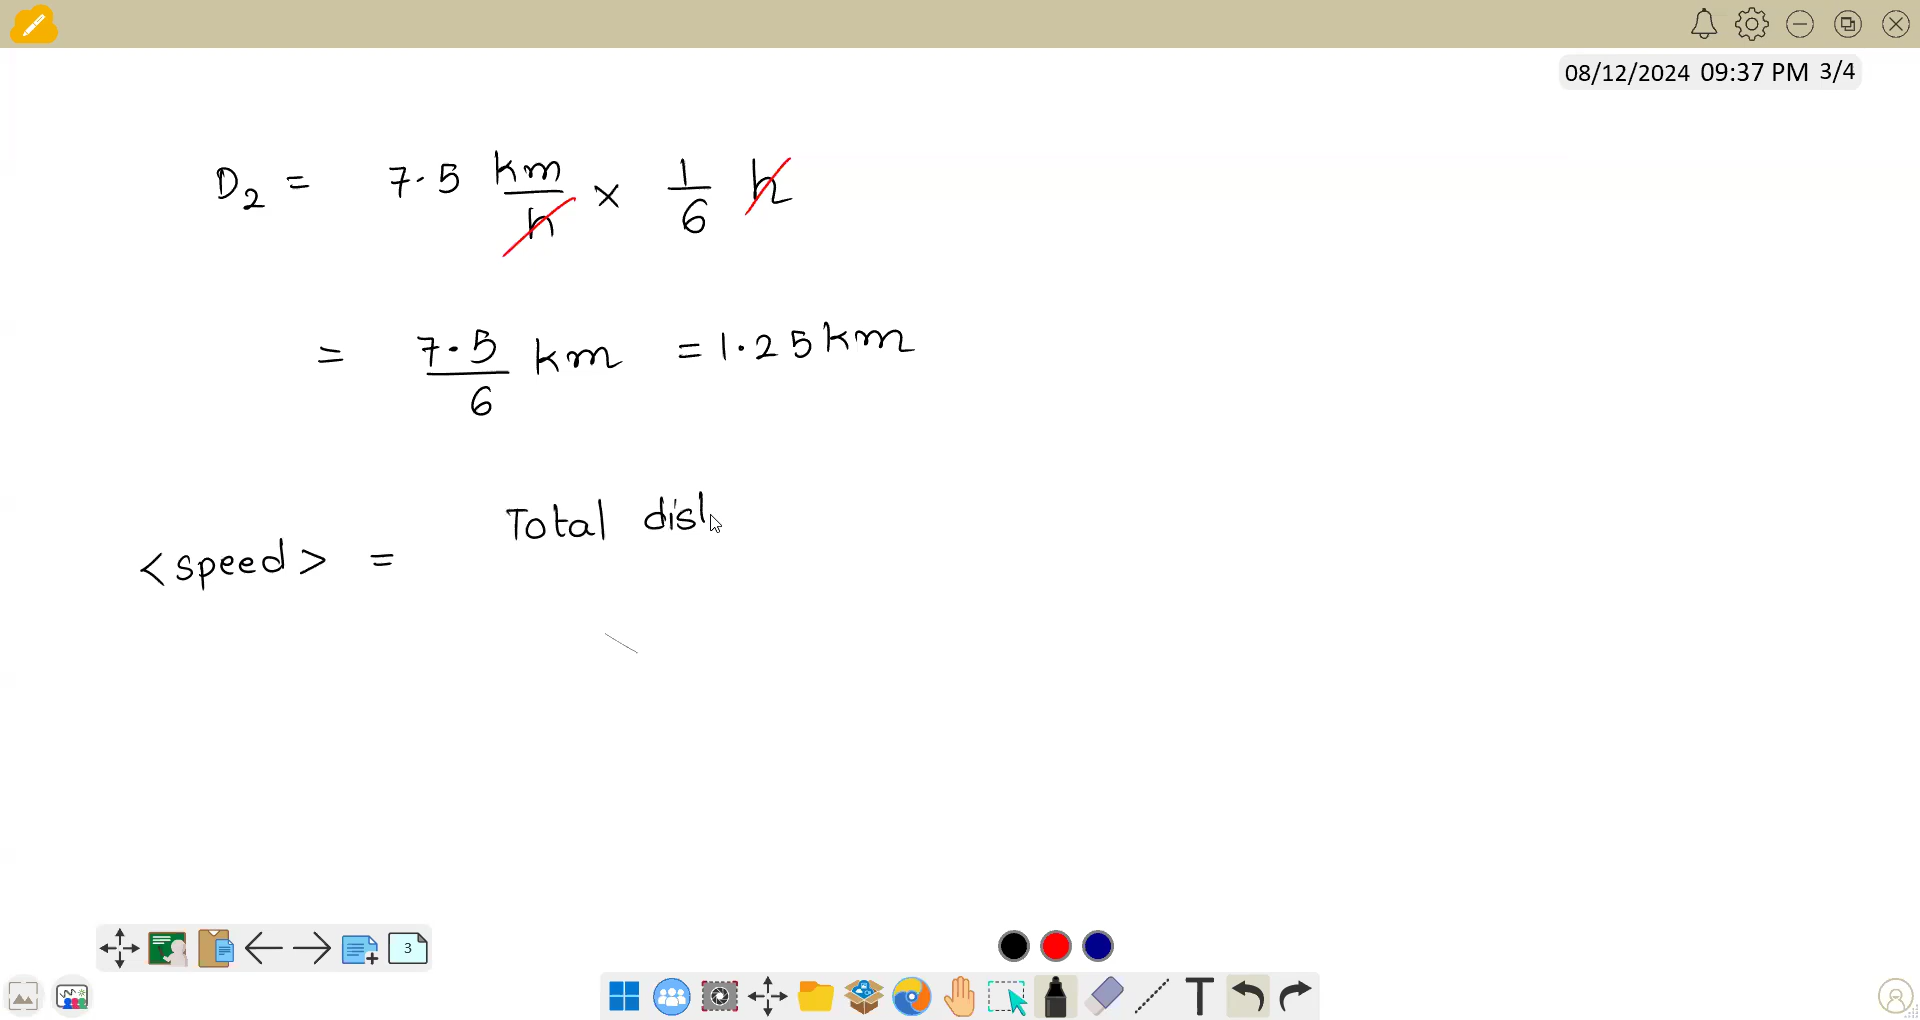 08/12/2024 09:37 PM 3/4
D₂ = 7.5 km/h × 1/6 h
= 7.5/6 km = 1.25 km
Total dist
<speed> =
3
T